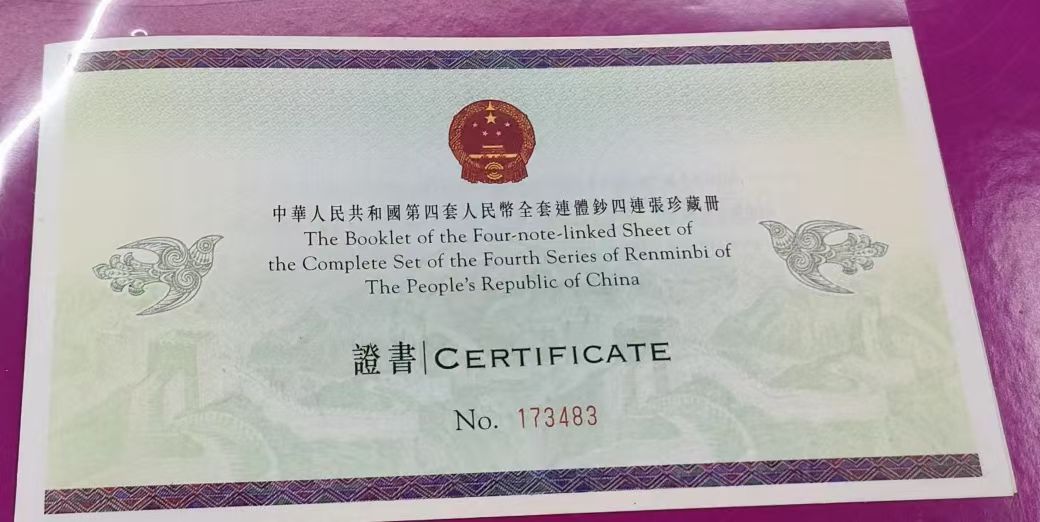 中華人民共和國第四套人民幣全套連體鈔四連張珍藏冊
The Booklet of the Four-note-linked Sheet of
the Complete Set of the Fourth Series of Renminbi of
The People's Republic of China
證書|CERTIFICATE
No. 173483